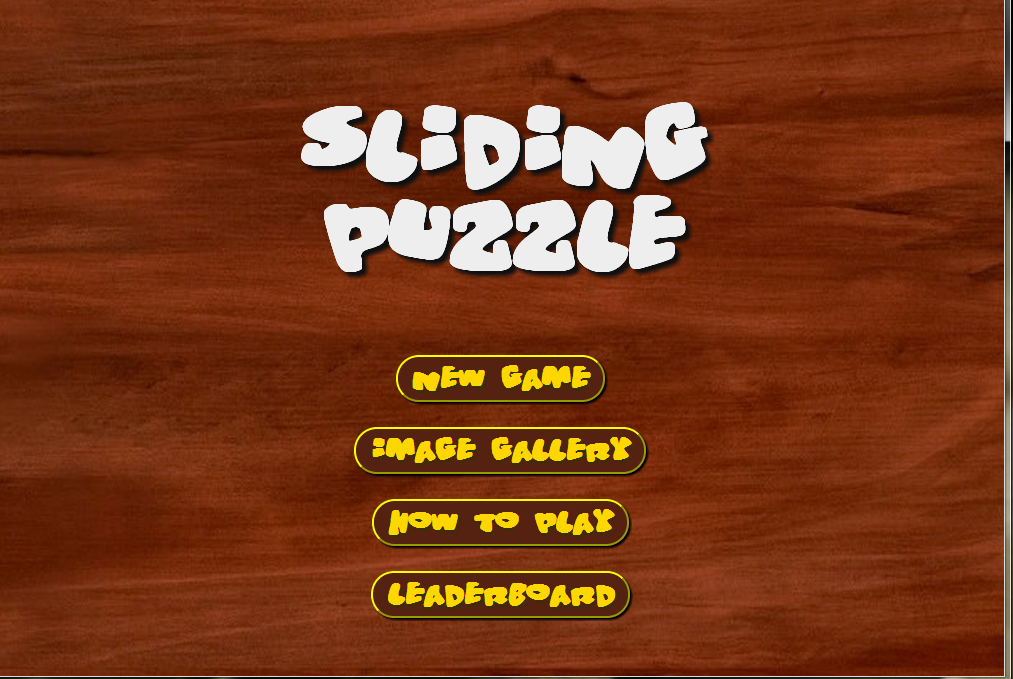 SLIDING
PUZZLE
NEW GAME
IMAGE GALLERY
HOW TO PLAY
LEADERBOARD